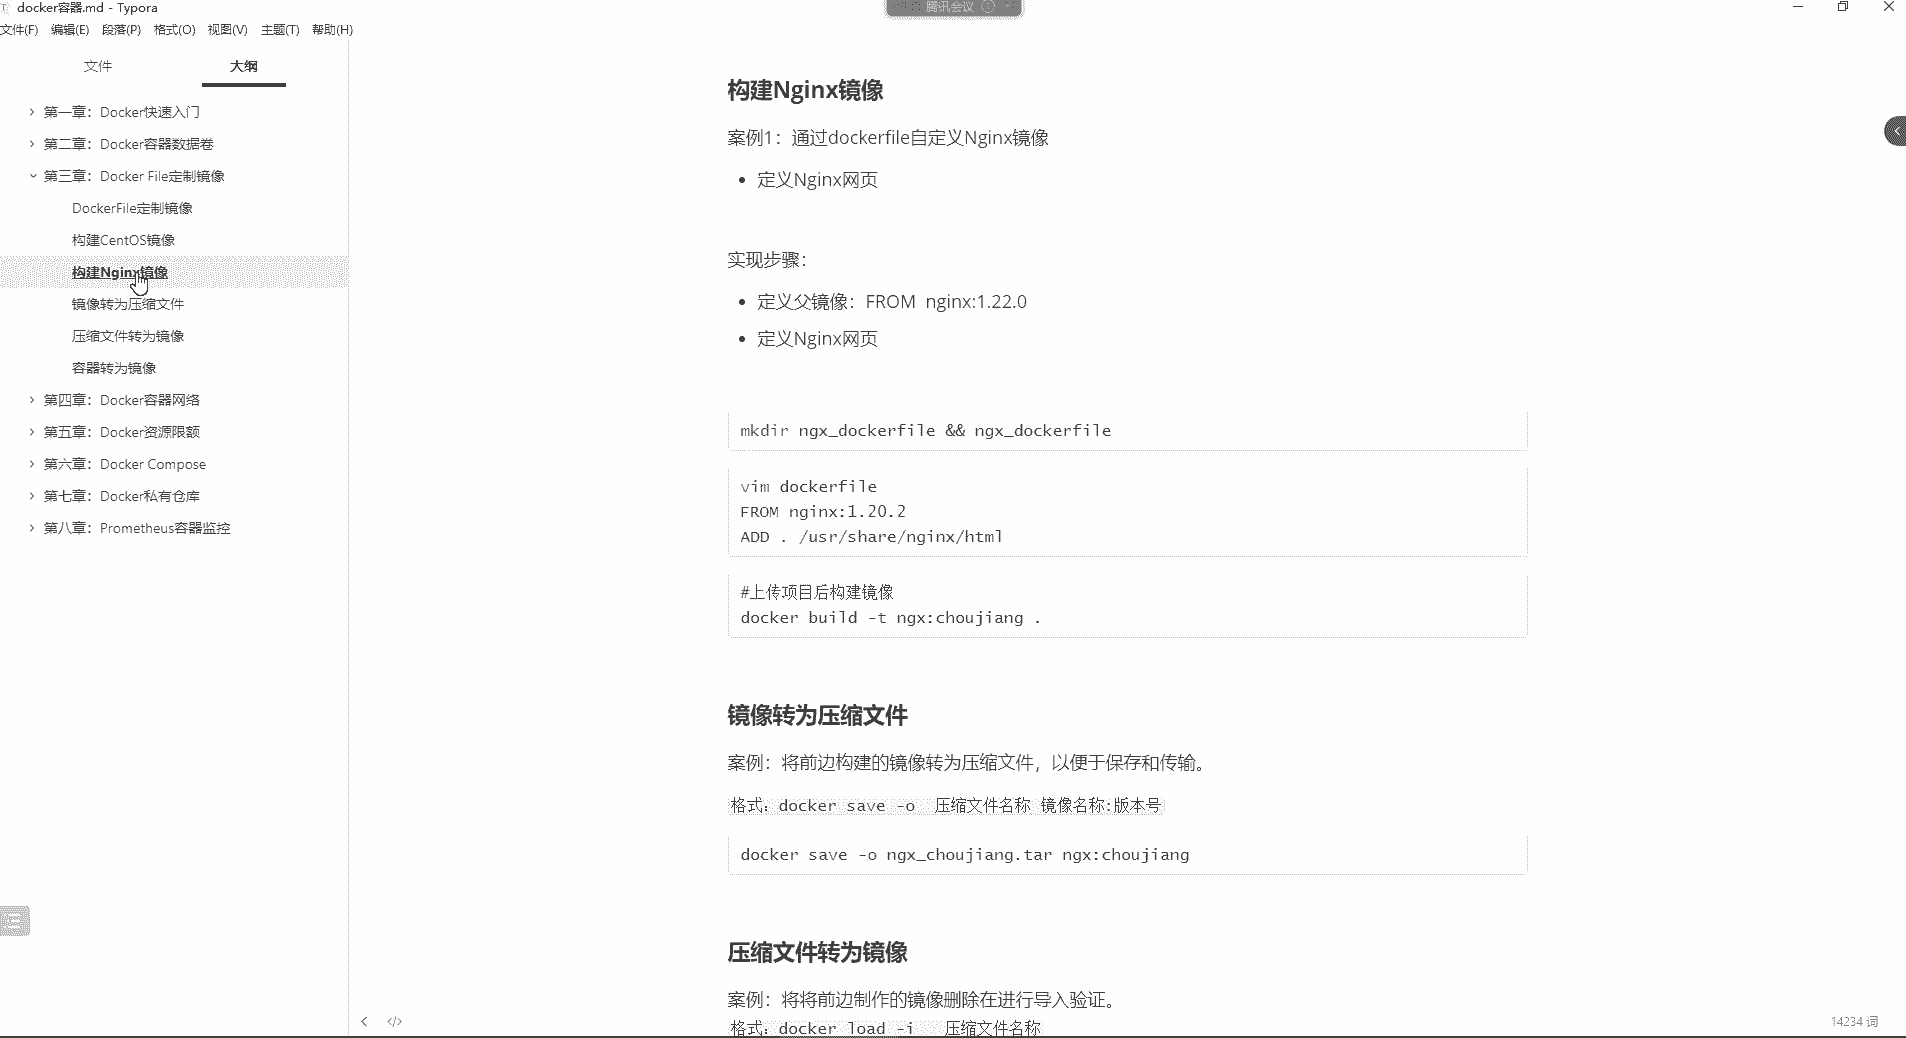 docker容器.md - Typora
腾讯会议
文件(F) 编辑(E) 段落(P) 格式(O) 视图(V) 主题(T) 帮助(H)
文件 大纲
第一章：Docker快速入门
第二章：Docker容器数据卷
第三章：Docker File定制镜像
DockerFile定制镜像
构建CentOS镜像
构建Nginx镜像
镜像转为压缩文件
压缩文件转为镜像
容器转为镜像
第四章：Docker容器网络
第五章：Docker资源限额
第六章：Docker Compose
第七章：Docker私有仓库
第八章：Prometheus容器监控
构建Nginx镜像
案例1：通过dockerfile自定义Nginx镜像
• 定义Nginx网页
实现步骤：
• 定义父镜像：FROM nginx:1.22.0
• 定义Nginx网页
mkdir ngx_dockerfile && ngx_dockerfile
vim dockerfile
FROM nginx:1.20.2
ADD . /usr/share/nginx/html
#上传项目后构建镜像
docker build -t ngx:choujiang .
镜像转为压缩文件
案例：将前边构建的镜像转为压缩文件，以便于保存和传输。
格式：docker save -o 压缩文件名称 镜像名称:版本号
docker save -o ngx_choujiang.tar ngx:choujiang
压缩文件转为镜像
案例：将将前边制作的镜像删除在进行导入验证。
格式：docker load -i 压缩文件名称
14234 词